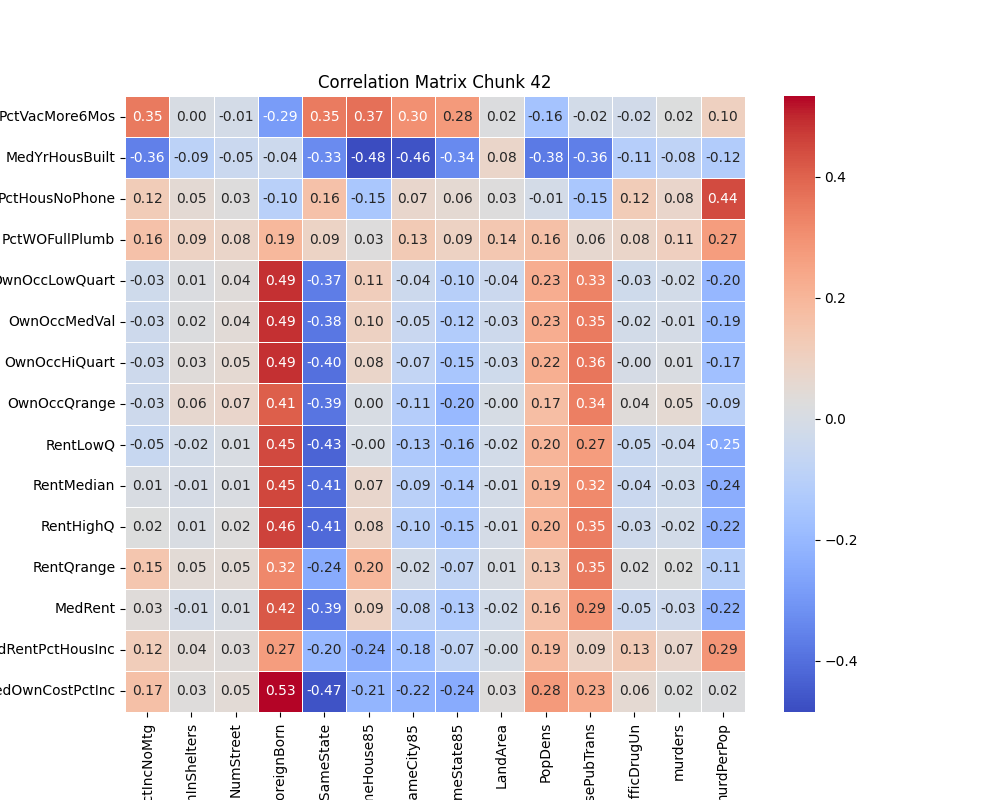 Correlation Matrix Chunk 42
PctVacMore6Mos 0.35 0.00 -0.01 -0.29 0.35 0.37 0.30 0.28 0.02 -0.16 -0.02 -0.02 0.02 0.10
MedYrHousBuilt -0.36 -0.09 -0.05 -0.04 -0.33 -0.48 -0.46 -0.34 0.08 -0.38 -0.36 -0.11 -0.08 -0.12
PctHousNoPhone 0.12 0.05 0.03 -0.10 0.16 -0.15 0.07 0.06 0.03 -0.01 -0.15 0.12 0.08 0.44
PctWOFullPlumb 0.16 0.09 0.08 0.19 0.09 0.03 0.13 0.09 0.14 0.16 0.06 0.08 0.11 0.27
wnOccLowQuart -0.03 0.01 0.04 0.49 -0.37 0.11 -0.04 -0.10 -0.04 0.23 0.33 -0.03 -0.02 -0.20
OwnOccMedVal -0.03 0.02 0.04 0.49 -0.38 0.10 -0.05 -0.12 -0.03 0.23 0.35 -0.02 -0.01 -0.19
OwnOccHiQuart -0.03 0.03 0.05 0.49 -0.40 0.08 -0.07 -0.15 -0.03 0.22 0.36 -0.00 0.01 -0.17
OwnOccQrange -0.03 0.06 0.07 0.41 -0.39 0.00 -0.11 -0.20 -0.00 0.17 0.34 0.04 0.05 -0.09
RentLowQ -0.05 -0.02 0.01 0.45 -0.43 -0.00 -0.13 -0.16 -0.02 0.20 0.27 -0.05 -0.04 -0.25
RentMedian 0.01 -0.01 0.01 0.45 -0.41 0.07 -0.09 -0.14 -0.01 0.19 0.32 -0.04 -0.03 -0.24
RentHighQ 0.02 0.01 0.02 0.46 -0.41 0.08 -0.10 -0.15 -0.01 0.20 0.35 -0.03 -0.02 -0.22
RentQrange 0.15 0.05 0.05 0.32 -0.24 0.20 -0.02 -0.07 0.01 0.13 0.35 0.02 0.02 -0.11
MedRent 0.03 -0.01 0.01 0.42 -0.39 0.09 -0.08 -0.13 -0.02 0.16 0.29 -0.05 -0.03 -0.22
dRentPctHousInc 0.12 0.04 0.03 0.27 -0.20 -0.24 -0.18 -0.07 -0.00 0.19 0.09 0.13 0.07 0.29
edOwnCostPctInc 0.17 0.03 0.05 0.53 -0.47 -0.21 -0.22 -0.24 0.03 0.28 0.23 0.06 0.02 0.02
ctIncNoMtg
nInShelters
NumStreet
oreignBorn
SameState
meHouse85
ameCity85
meState85
LandArea
PopDens
sePubTrans
fficDrugUn
murders
murdPerPop
0.4
0.2
0.0
−0.2
−0.4